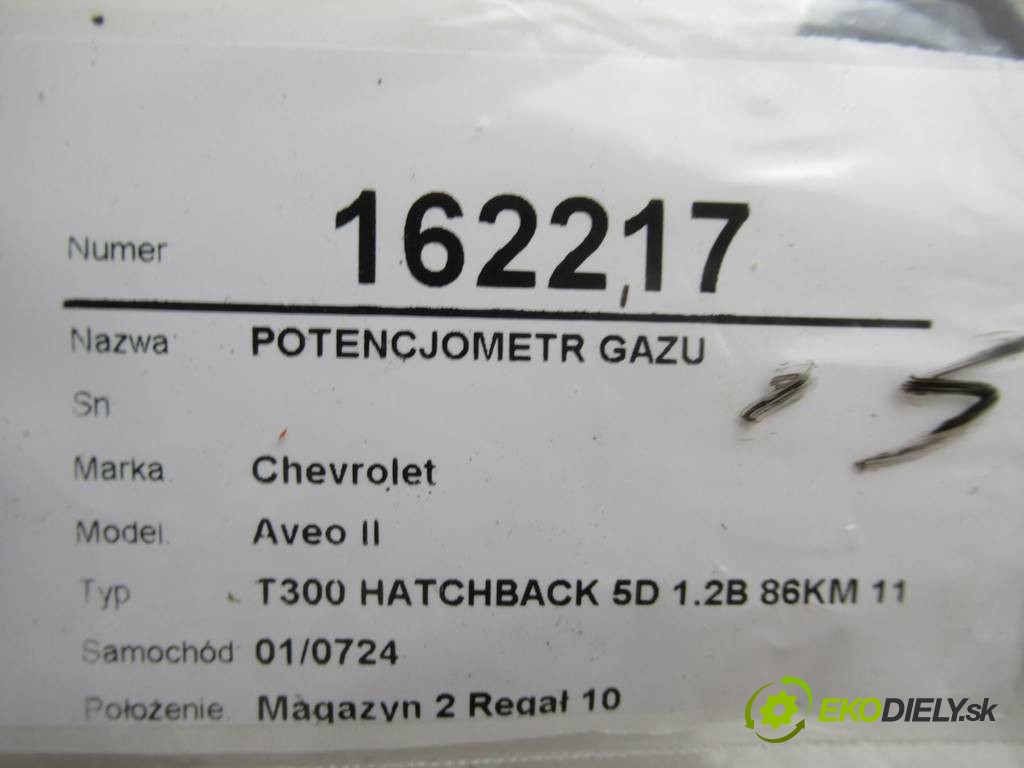 Numer 162217
Nazwa POTENCJOMETR GAZU
Sn
Marka Chevrolet
Model Aveo II
Typ T300 HATCHBACK 5D 1.2B 86KM 11
Samochód 01/0724
Położenie Magazyn 2 Regał 10
EKODIELY.sk